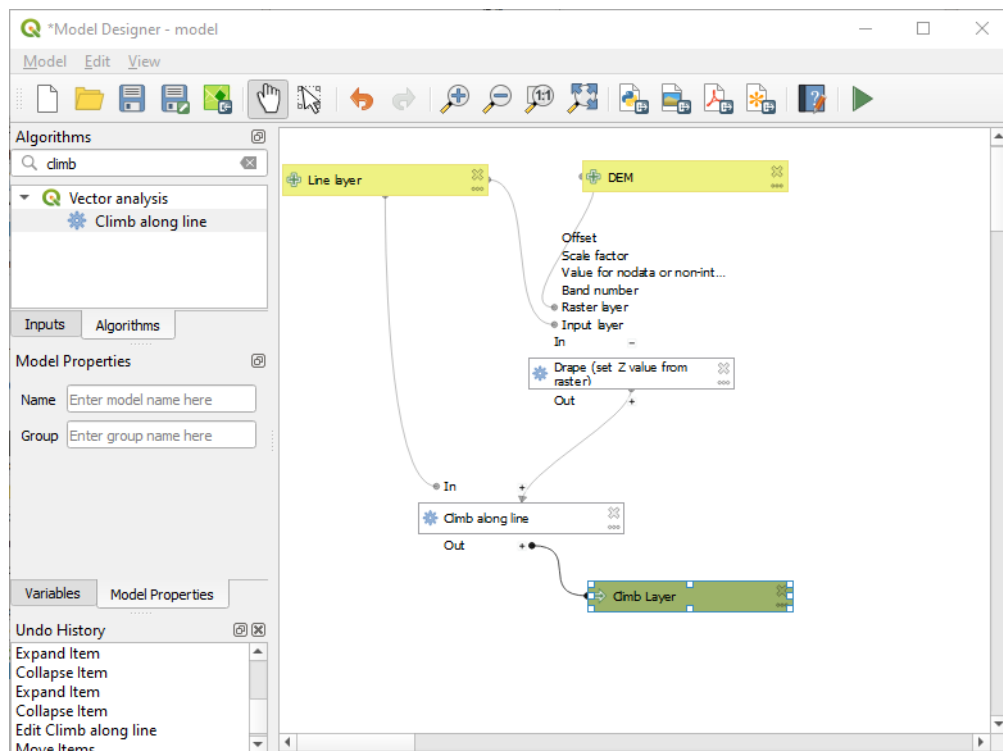 *Model Designer - model
Model Edit View
1:1
Algorithms
climb
Vector analysis
Climb along line
Inputs Algorithms
Model Properties
Name Enter model name here
Group Enter group name here
Variables Model Properties
Undo History
Expand Item
Collapse Item
Expand Item
Collapse Item
Edit Climb along line
Move Items
Line layer
DEM
Offset
Scale factor
Value for nodata or non-int...
Band number
Raster layer
Input layer
In −
Drape (set Z value from
raster)
Out +
In +
Climb along line
Out +
Climb Layer